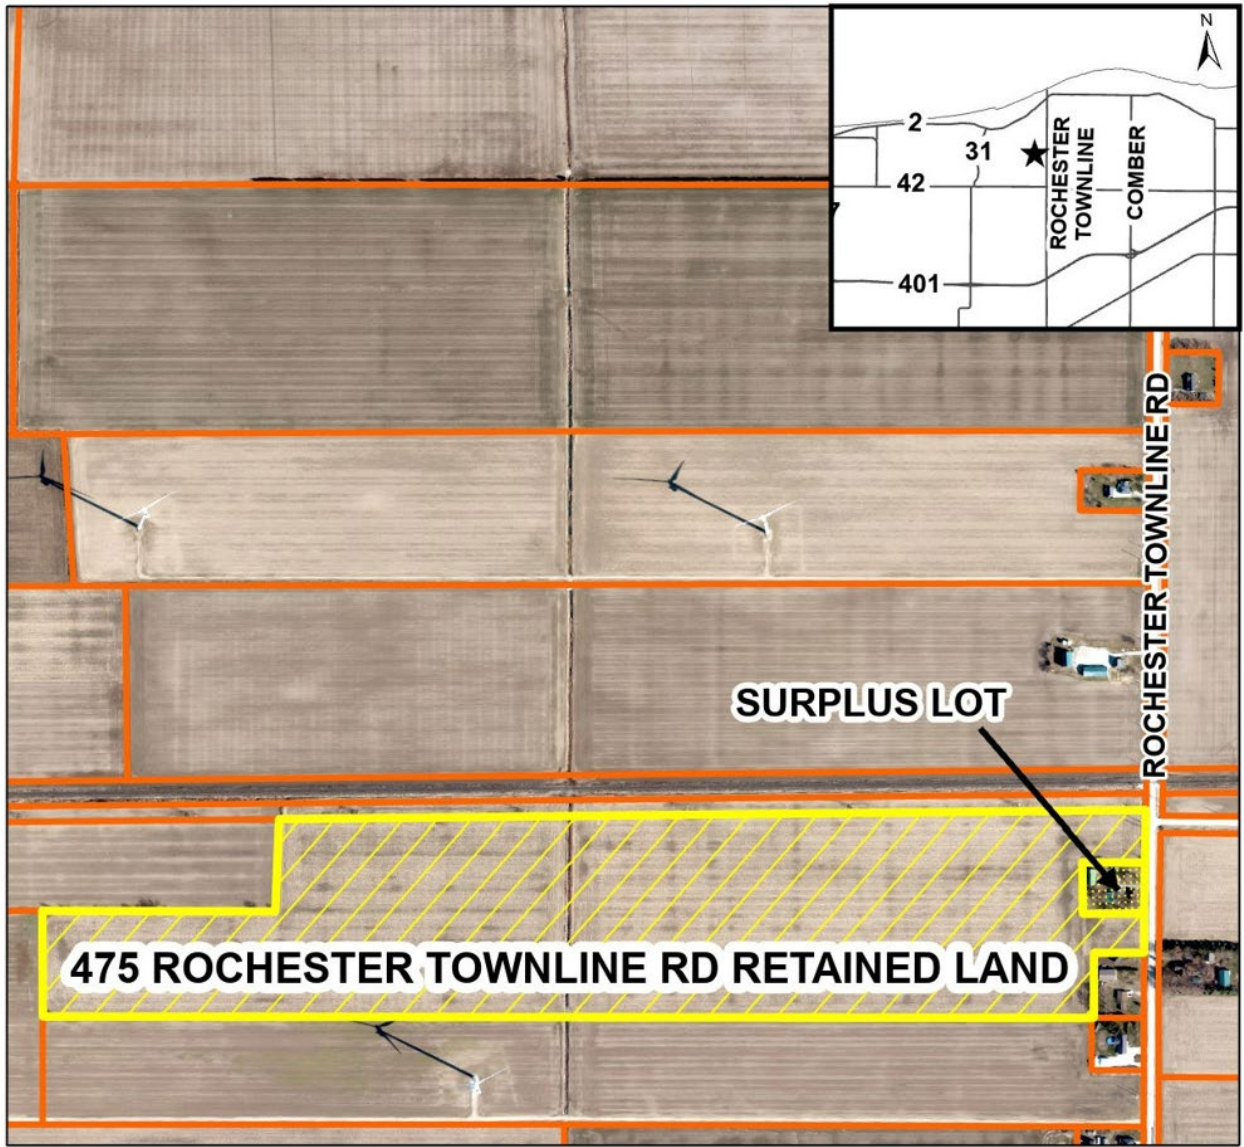 N
2
31
42
401
ROCHESTER
TOWNLINE
COMBER
ROCHESTER TOWNLINE RD
SURPLUS LOT
475 ROCHESTER TOWNLINE RD RETAINED LAND